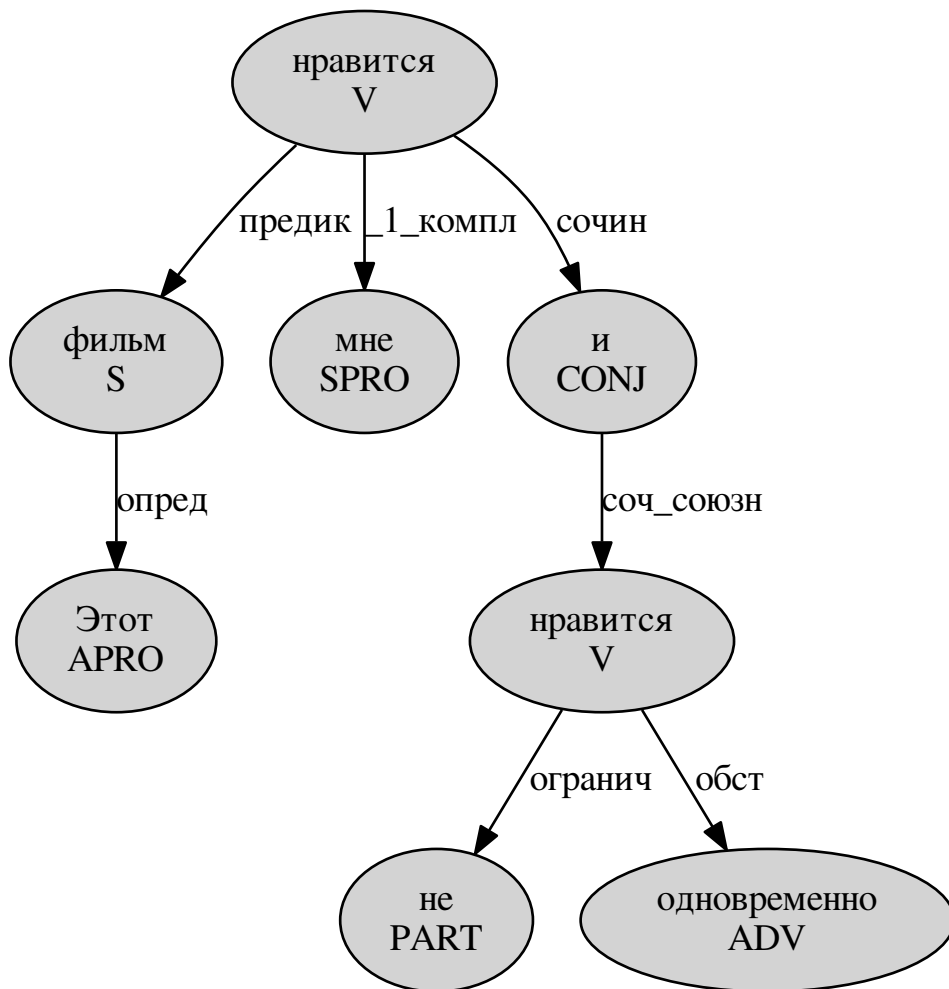 нравится
V
предик
_1_компл
сочин
фильм
S
мне
SPRO
и
CONJ
опред
соч_союзн
Этот
APRO
нравится
V
огранич
обст
не
PART
одновременно
ADV